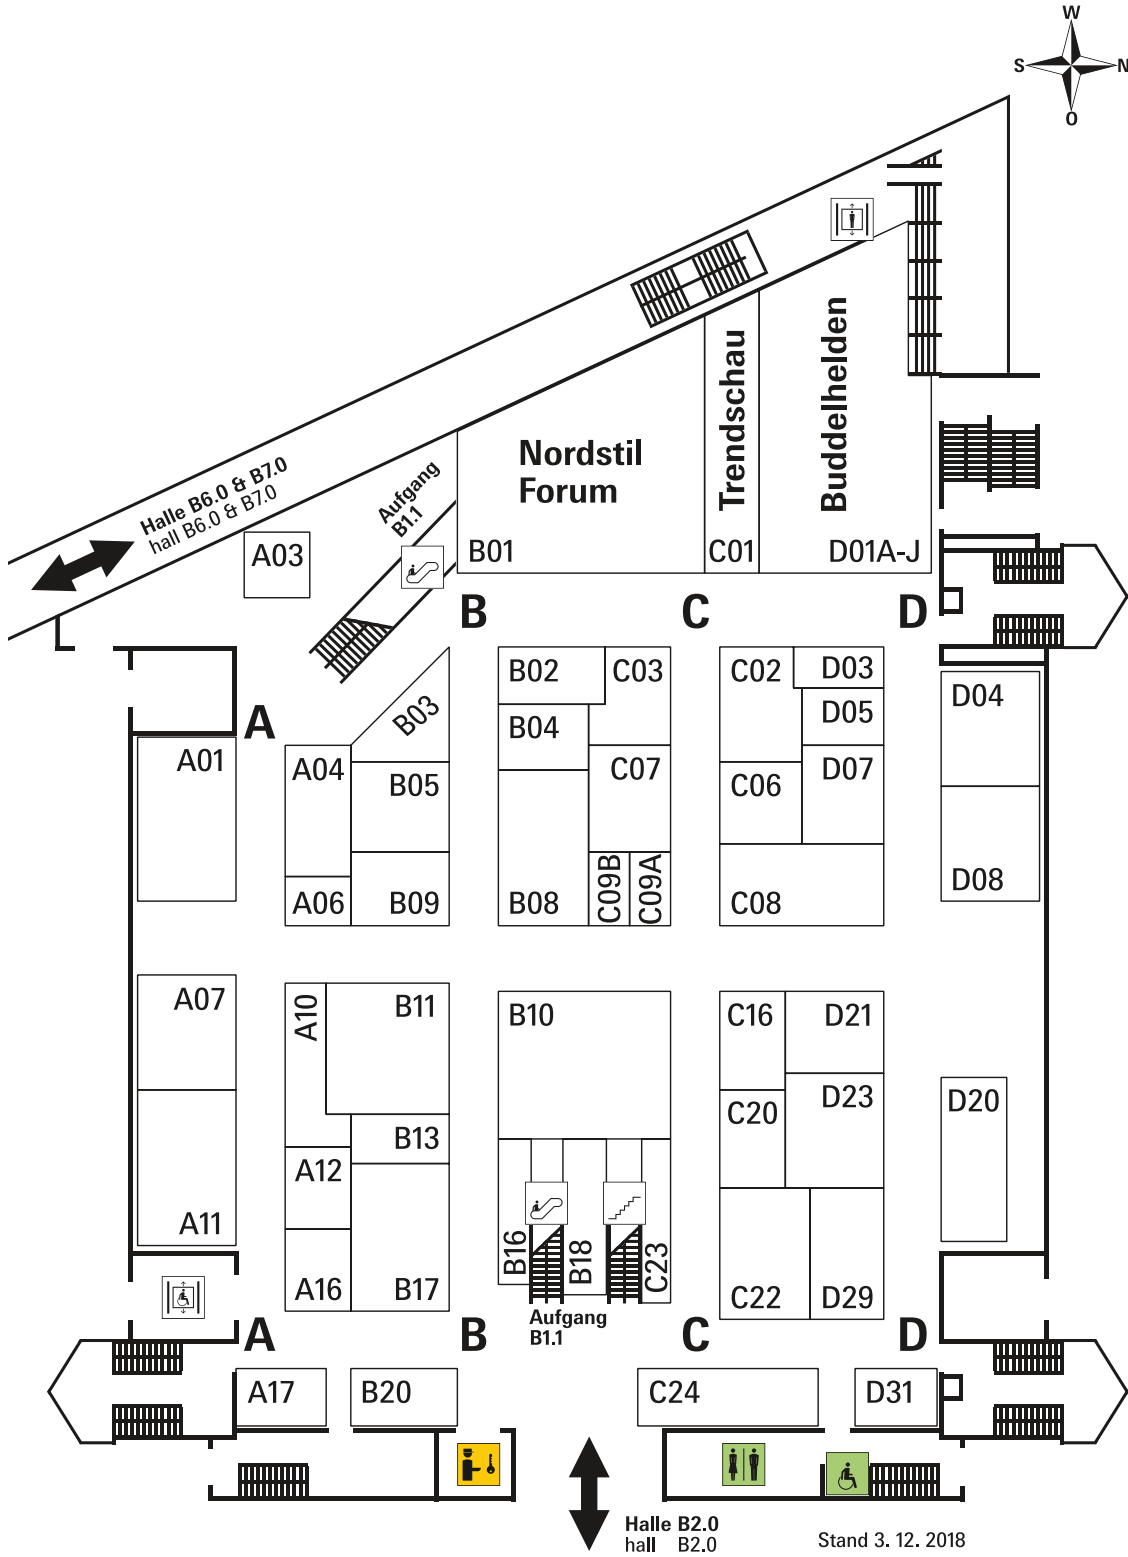 W
S
N
O
Halle B6.0 & B7.0
hall B6.0 & B7.0
Aufgang
B1.1
A03
Nordstil
Forum
B01
Trendschau
C01
Buddelhelden
D01A-J
B
C
D
A
B02
C03
C02
D03
D04
B03
D05
A01
A04
B04
B05
C07
C06
D07
D08
A06
B09
B08
C09B
C09A
C08
A07
A10
B11
B10
C16
D21
D20
B13
C20
D23
A12
A11
A16
B17
B16
B18
C23
C22
D29
Aufgang
B1.1
A
B
C
D
A17
B20
C24
D31
Halle B2.0
hall B2.0
Stand 3. 12. 2018